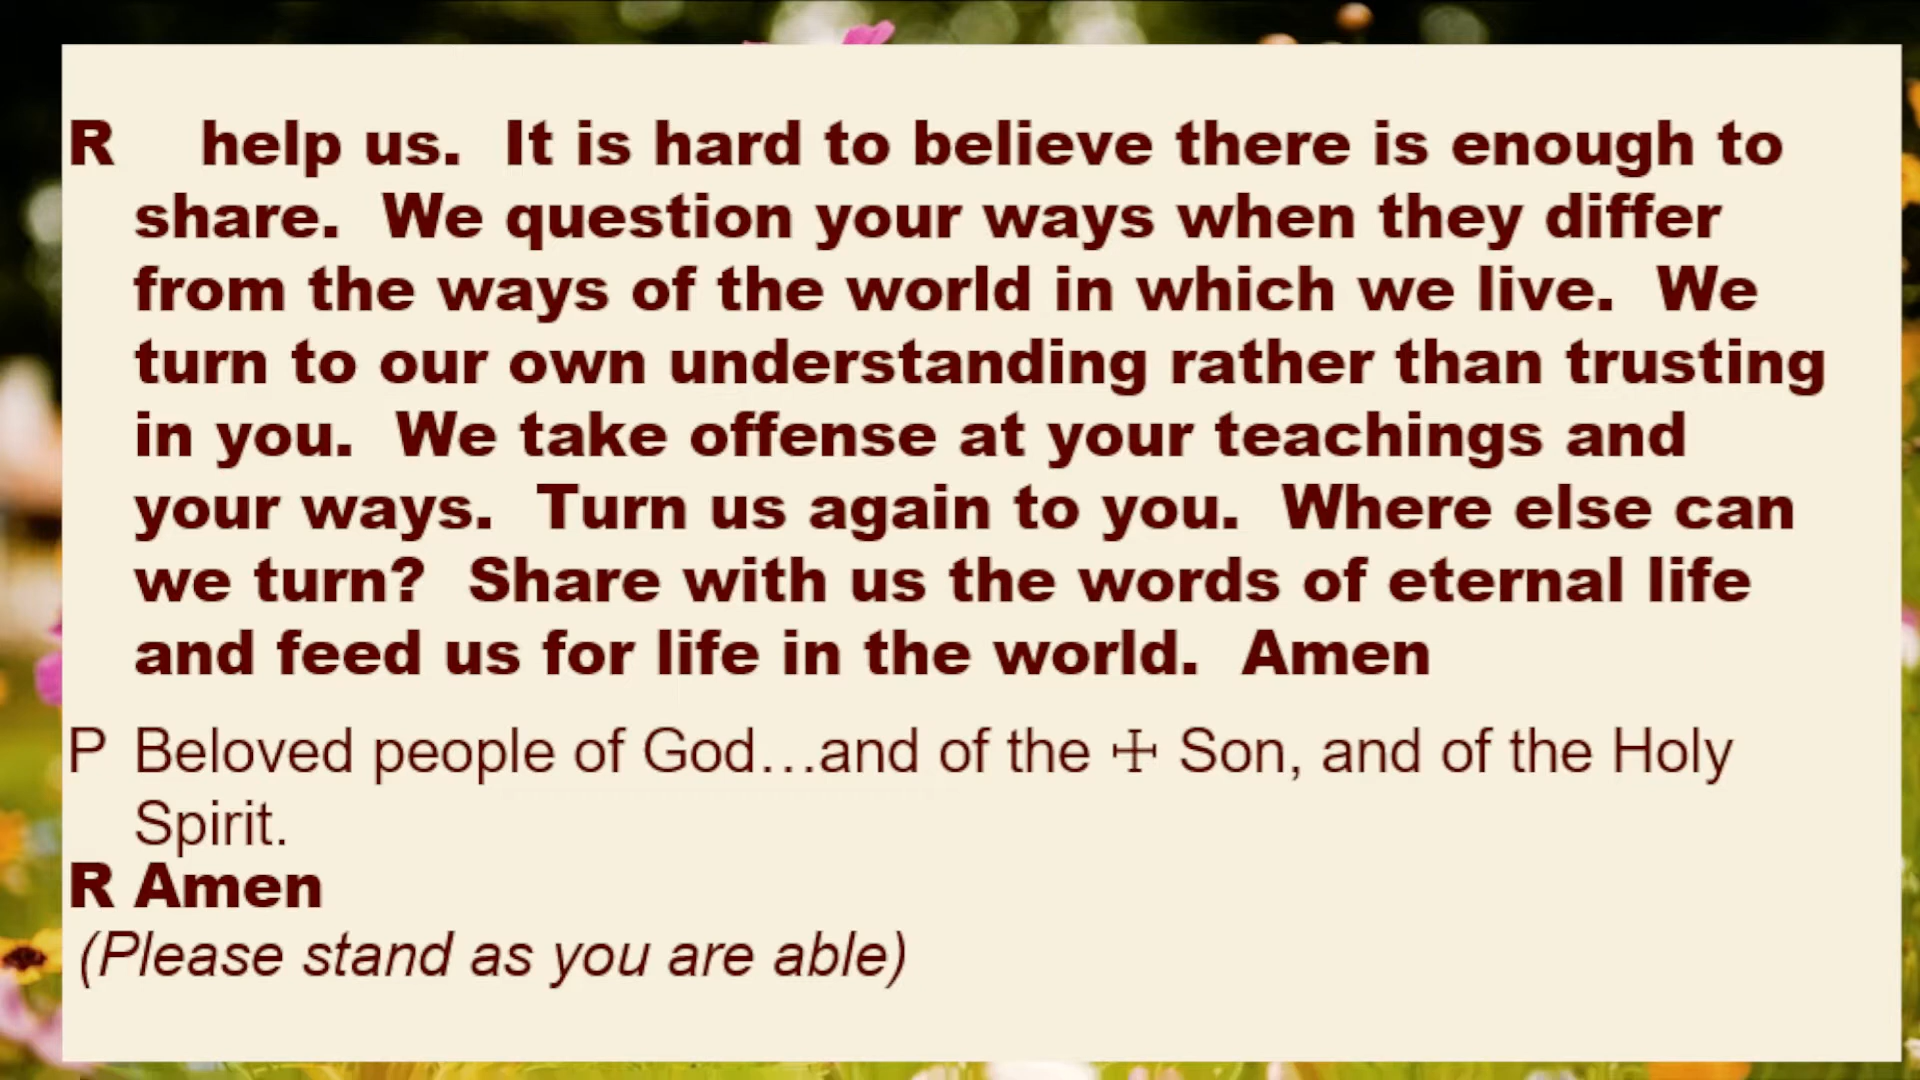 R help us. It is hard to believe there is enough to
share. We question your ways when they differ
from the ways of the world in which we live. We
turn to our own understanding rather than trusting
in you. We take offense at your teachings and
your ways. Turn us again to you. Where else can
we turn? Share with us the words of eternal life
and feed us for life in the world. Amen
P Beloved people of God…and of the ☩ Son, and of the Holy
Spirit.
R Amen
(Please stand as you are able)